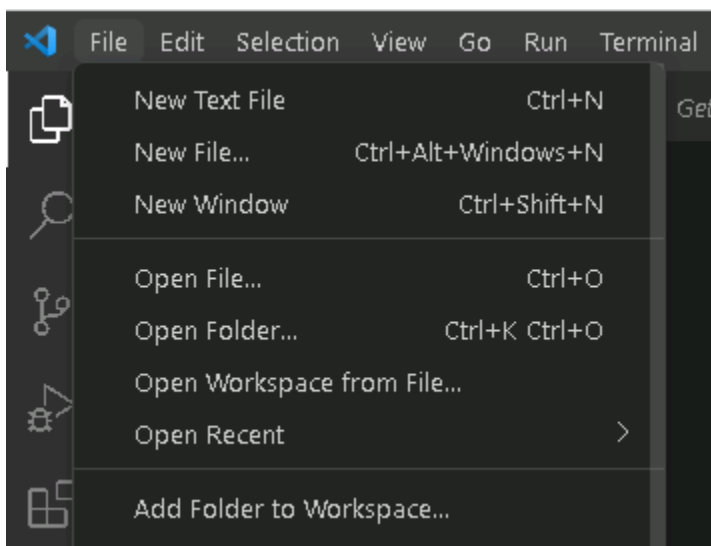 File Edit Selection View Go Run Terminal
New Text File Ctrl+N
Get
New File... Ctrl+Alt+Windows+N
New Window Ctrl+Shift+N
Open File... Ctrl+O
Open Folder... Ctrl+K Ctrl+O
Open Workspace from File...
Open Recent
Add Folder to Workspace...